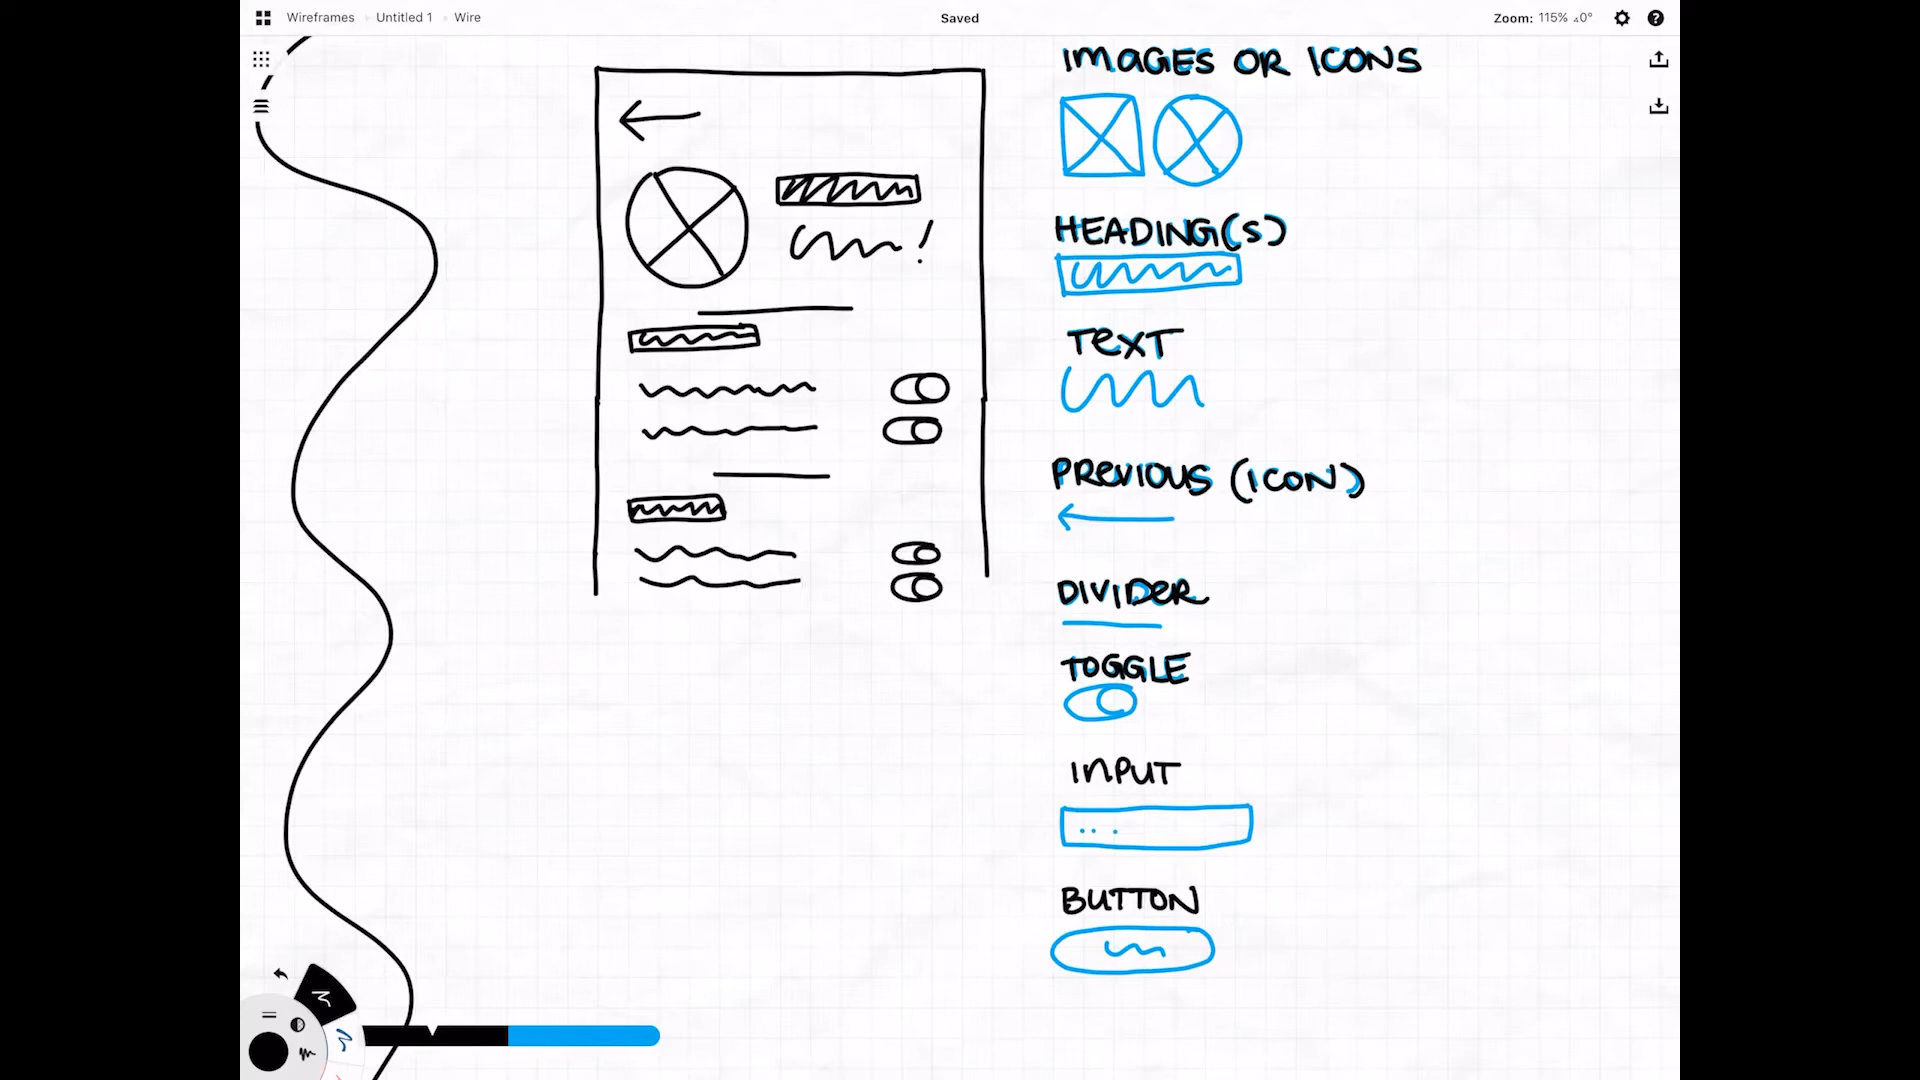 Wireframes Untitled 1 Wire
Saved
Zoom: 115% ⊿0°
IMAGES OR ICONS
HEADING(S)
TEXT
PREVIOUS (ICON)
DIVIDER
TOGGLE
INPUT
BUTTON